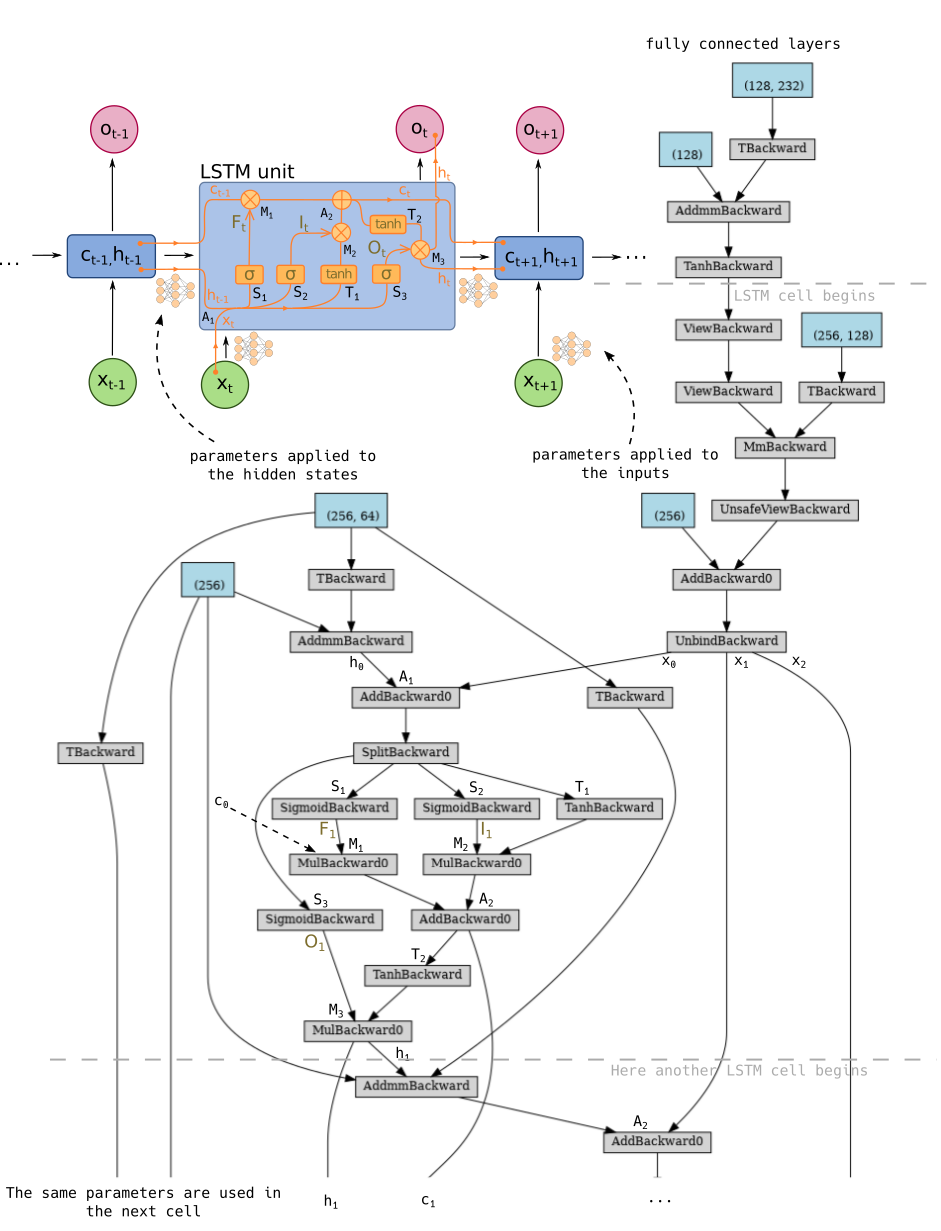 fully connected layers
(128, 232)
o_{t-1}
o_t
o_{t+1}
(128)
TBackward
LSTM unit
h_t
c_{t-1}
c_t
M_1
A_2
T_2
tanh
F_t
I_t
O_t
M_2
M_3
AddmmBackward
...
c_{t-1},h_{t-1}
c_{t+1},h_{t+1}
...
TanhBackward
σ
σ
tanh
σ
S_1
S_2
T_1
S_3
h_{t-1}
h_t
LSTM cell begins
A_1
x_t
ViewBackward
(256, 128)
x_{t-1}
x_t
x_{t+1}
ViewBackward
TBackward
MmBackward
parameters applied to
the hidden states
parameters applied to
the inputs
(256, 64)
(256)
UnsafeViewBackward
(256)
TBackward
AddBackward0
AddmmBackward
UnbindBackward
h_0
x_0
x_1
x_2
A_1
AddBackward0
TBackward
TBackward
SplitBackward
S_1
S_2
T_1
c_0
SigmoidBackward
SigmoidBackward
TanhBackward
F_1
I_1
M_1
M_2
MulBackward0
MulBackward0
S_3
A_2
SigmoidBackward
AddBackward0
O_1
T_2
TanhBackward
M_3
MulBackward0
h_1
Here another LSTM cell begins
AddmmBackward
A_2
AddBackward0
The same parameters are used in
the next cell
h_1
c_1
...